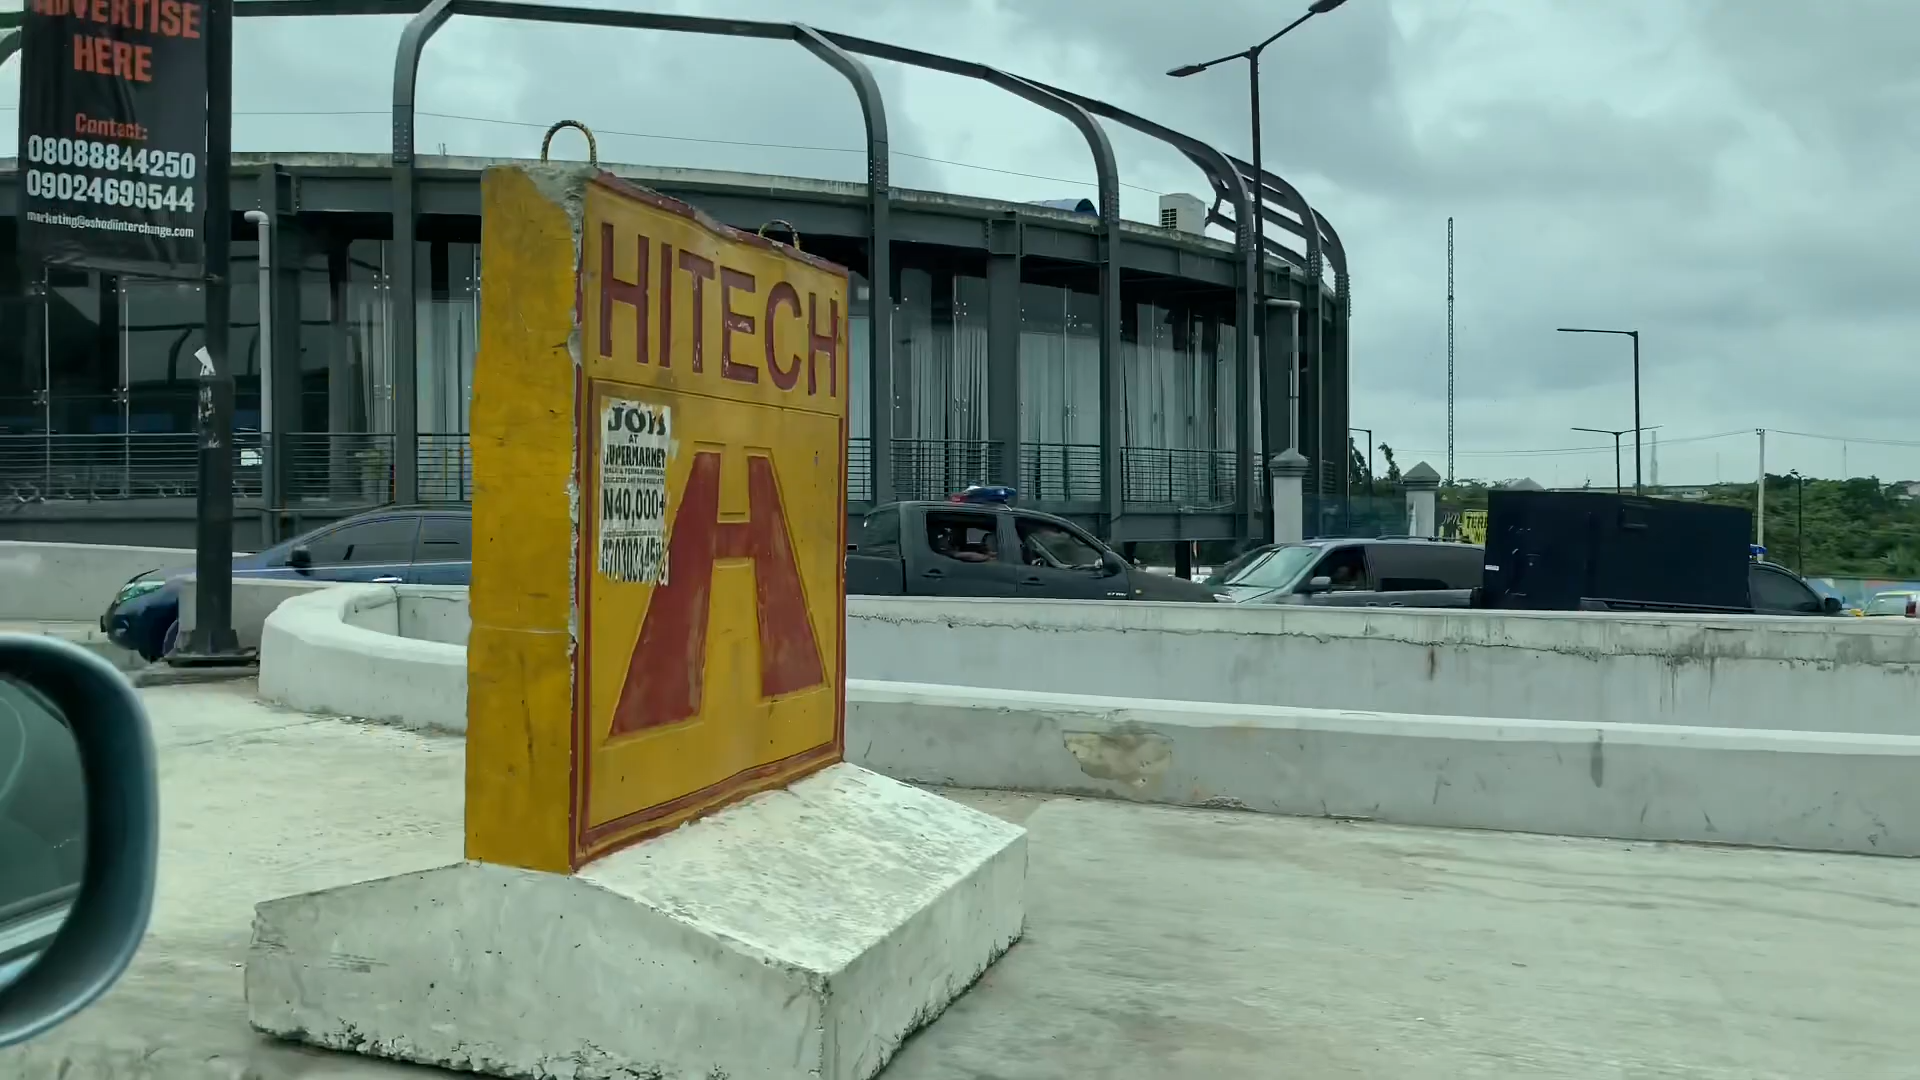 ADVERTISE
HERE
Contact:
08088844250
09024699544
marketing@oshodiinterchange.com
HITECH
JOBS
AT
SUPERMARKET
N40,000+